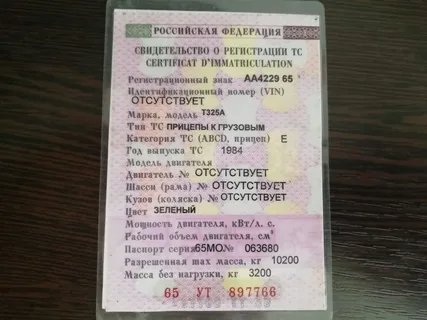 РОССИЙСКАЯ ФЕДЕРАЦИЯ
СВИДЕТЕЛЬСТВО О РЕГИСТРАЦИИ ТС
CERTIFICAT D'IMMATRICULATION
Регистрационный знак АА4229 65
Идентификационный номер (VIN)
ОТСУТСТВУЕТ
Марка, модель Т325А
Тип ТС ПРИЦЕПЫ К ГРУЗОВЫМ
Категория ТС (ABCD, прицеп) E
Год выпуска ТС 1984
Модель двигателя
Двигатель № ОТСУТСТВУЕТ
Шасси (рама) № ОТСУТСТВУЕТ
Кузов (коляска) № ОТСУТСТВУЕТ
Цвет ЗЕЛЕНЫЙ
Мощность двигателя, кВт/л. с.
Рабочий объем двигателя, см³
Паспорт серия 65МО № 063680
Разрешенная max масса, кг 10200
Масса без нагрузки, кг 3200
65 УТ 897766